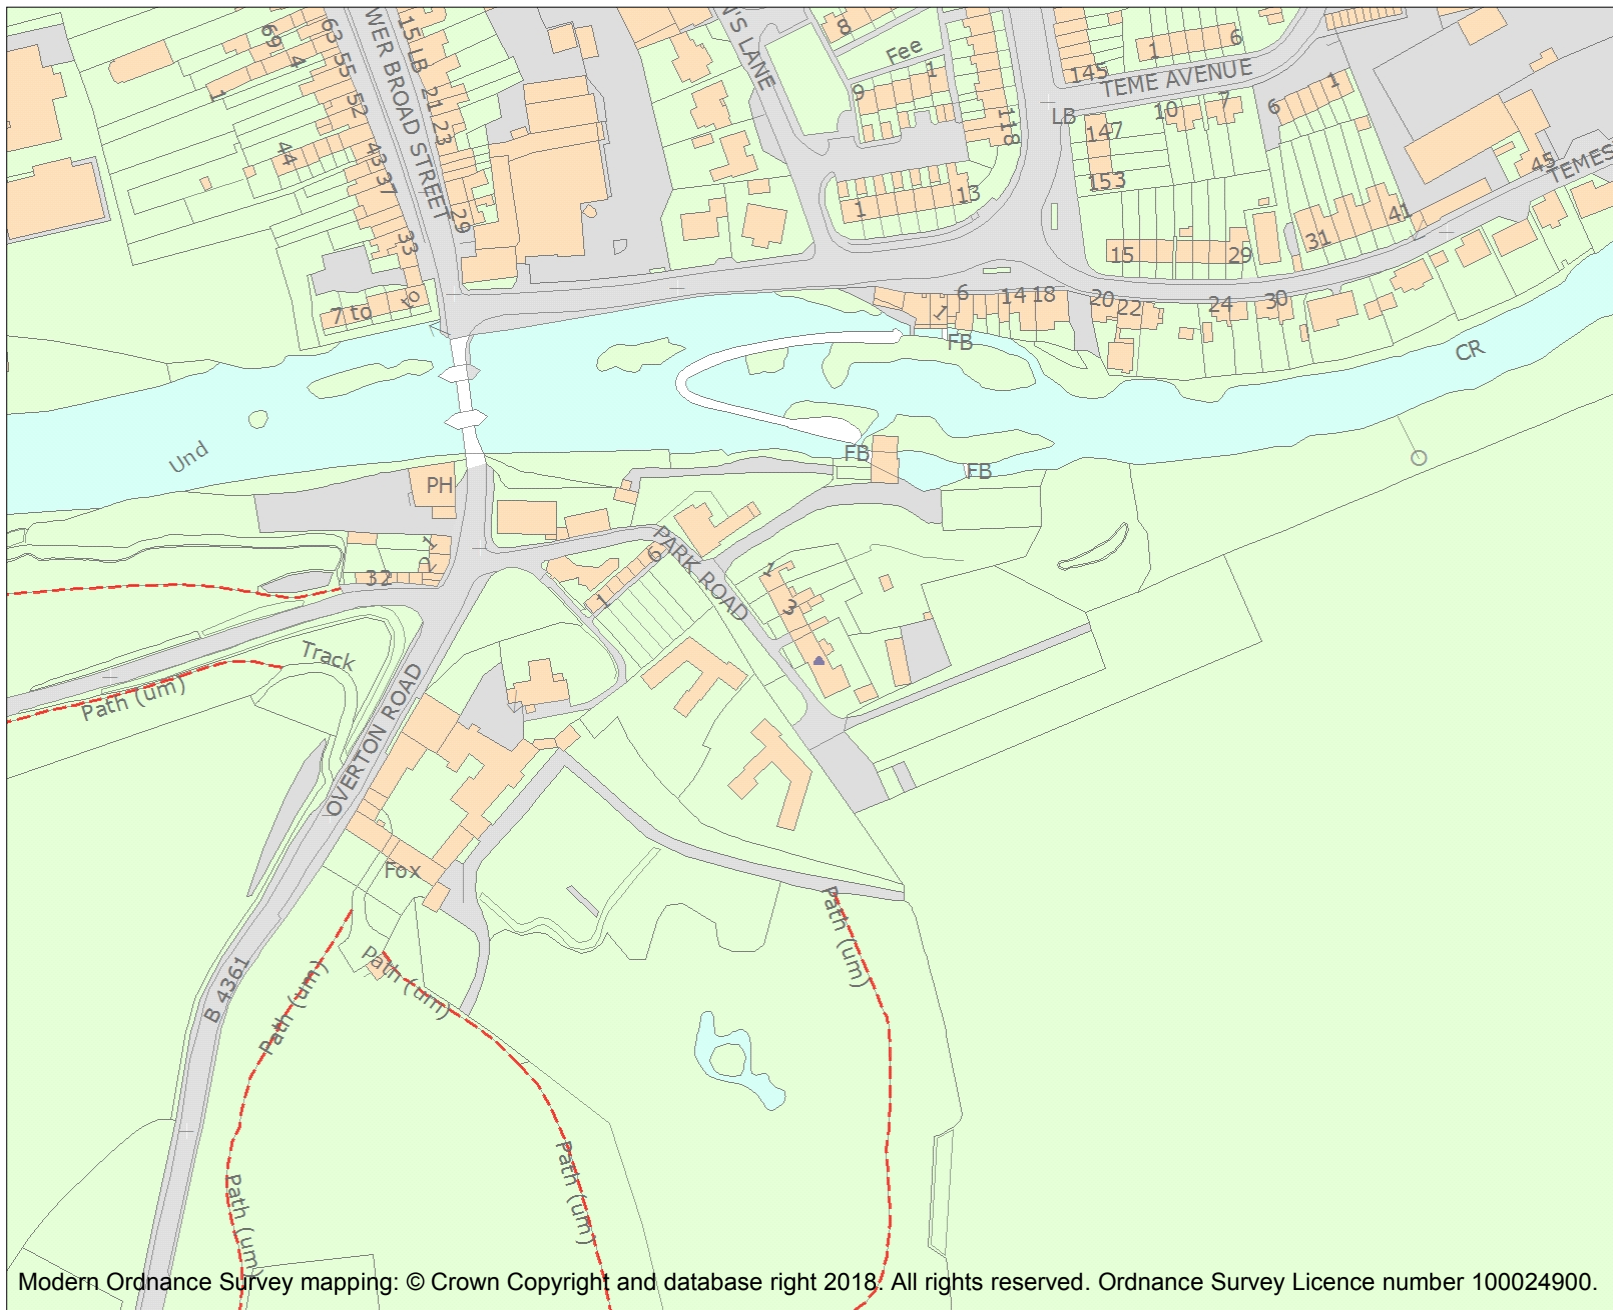 69
4
1
63 55
52
44
43 37
33
WER BROAD STREET
15 LB
21 23
29
7 to
ro
N'S LANE
8
Fee
9
1
118
1
13
145
1
6
TEME AVENUE
LB
147
153
10
7
6
1
45
TEMES
41
31
15
29
1
6
14 18
20
22
24
30
FB
CR
Und
PH
FB
FB
1
2
32
6
1
PARK ROAD
1
3
Track
Path (um)
OVERTON ROAD
Fox
Path (um)
B 4361
Path (um)
Path (um)
Path (um)
Path (um)
Modern Ordnance Survey mapping: © Crown Copyright and database right 2018. All rights reserved. Ordnance Survey Licence number 100024900.